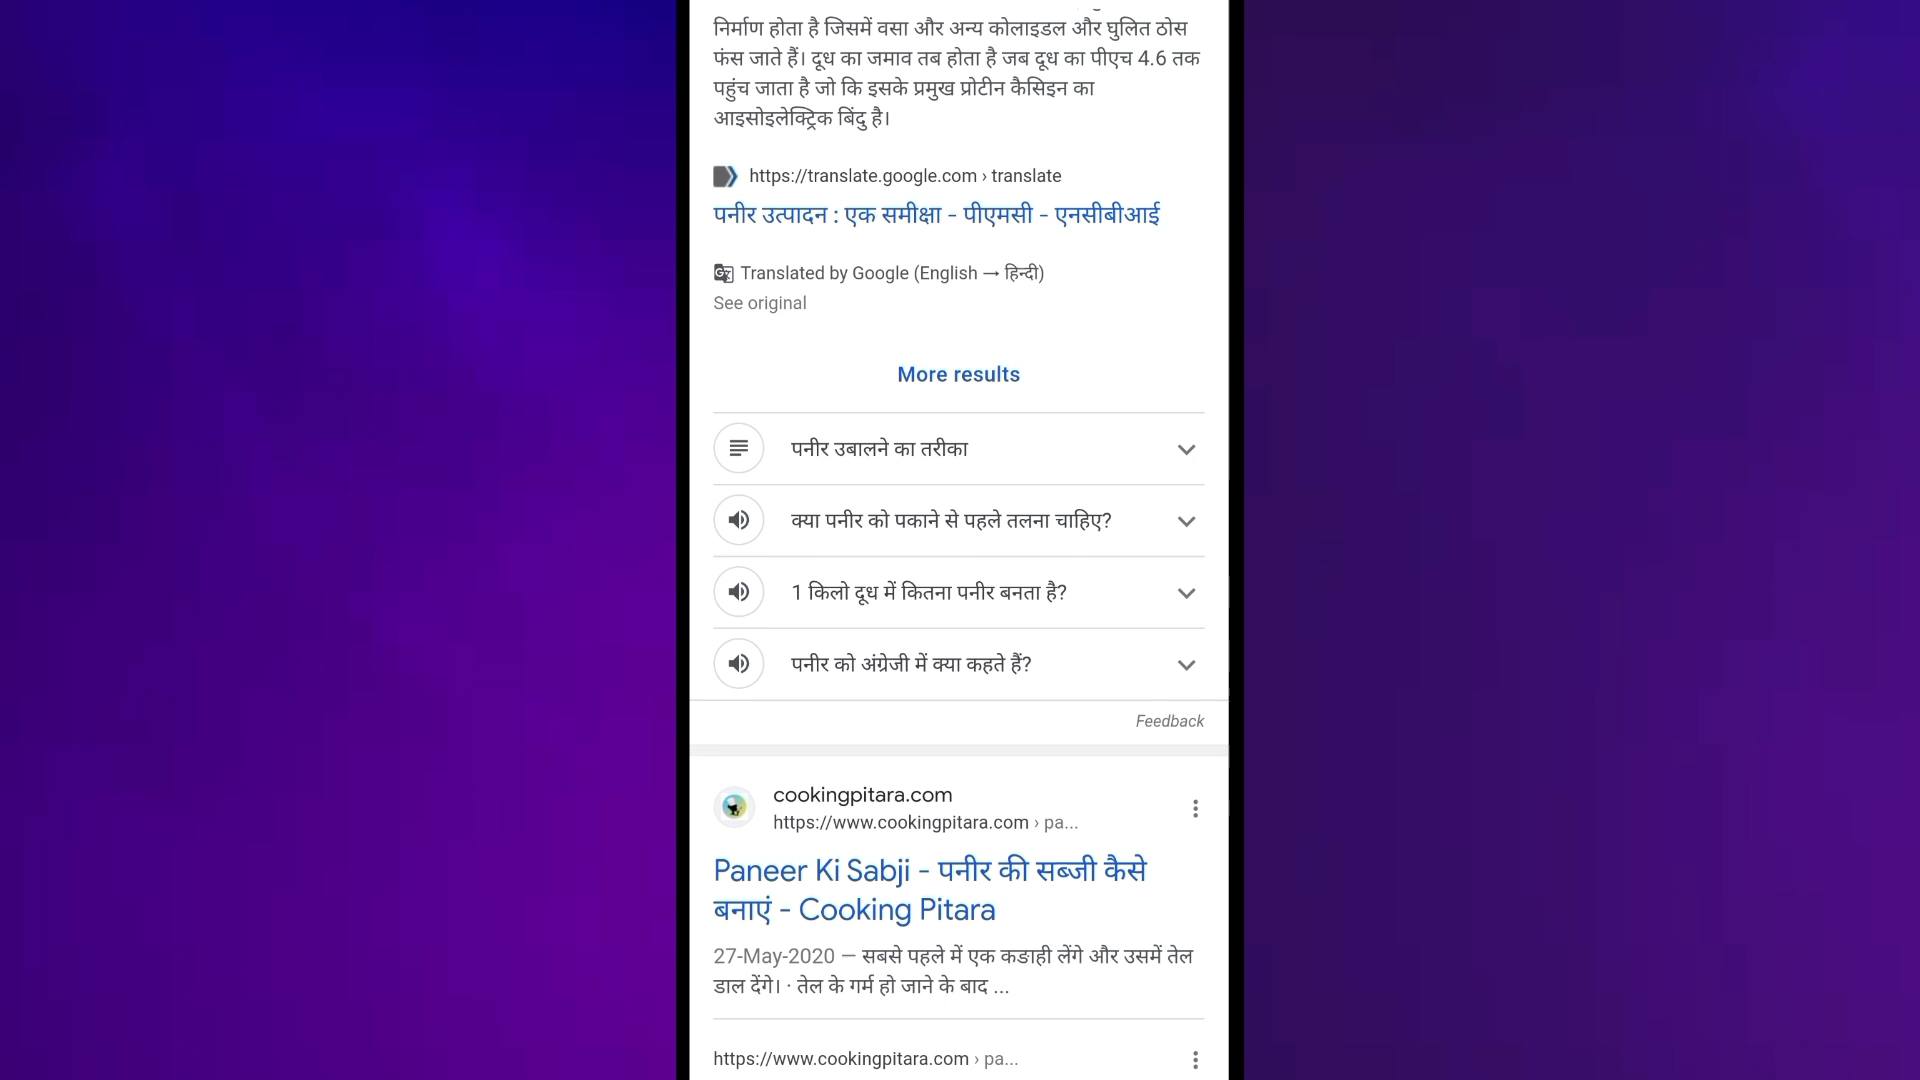 निर्माण होता है जिसमें वसा और अन्य कोलाइडल और घुलित ठोस
फंस जाते हैं। दूध का जमाव तब होता है जब दूध का पीएच 4.6 तक
पहुंच जाता है जो कि इसके प्रमुख प्रोटीन कैसिइन का
आइसोइलेक्ट्रिक बिंदु है।
https://translate.google.com › translate
पनीर उत्पादन : एक समीक्षा - पीएमसी - एनसीबीआई
Translated by Google (English → हिन्दी)
See original
More results
पनीर उबालने का तरीका
क्या पनीर को पकाने से पहले तलना चाहिए?
1 किलो दूध में कितना पनीर बनता है?
पनीर को अंग्रेजी में क्या कहते हैं?
Feedback
cookingpitara.com
https://www.cookingpitara.com › pa...
Paneer Ki Sabji - पनीर की सब्जी कैसे
बनाएं - Cooking Pitara
27-May-2020 — सबसे पहले में एक कङाही लेंगे और उसमें तेल
डाल देंगे। · तेल के गर्म हो जाने के बाद ...
https://www.cookingpitara.com › pa...